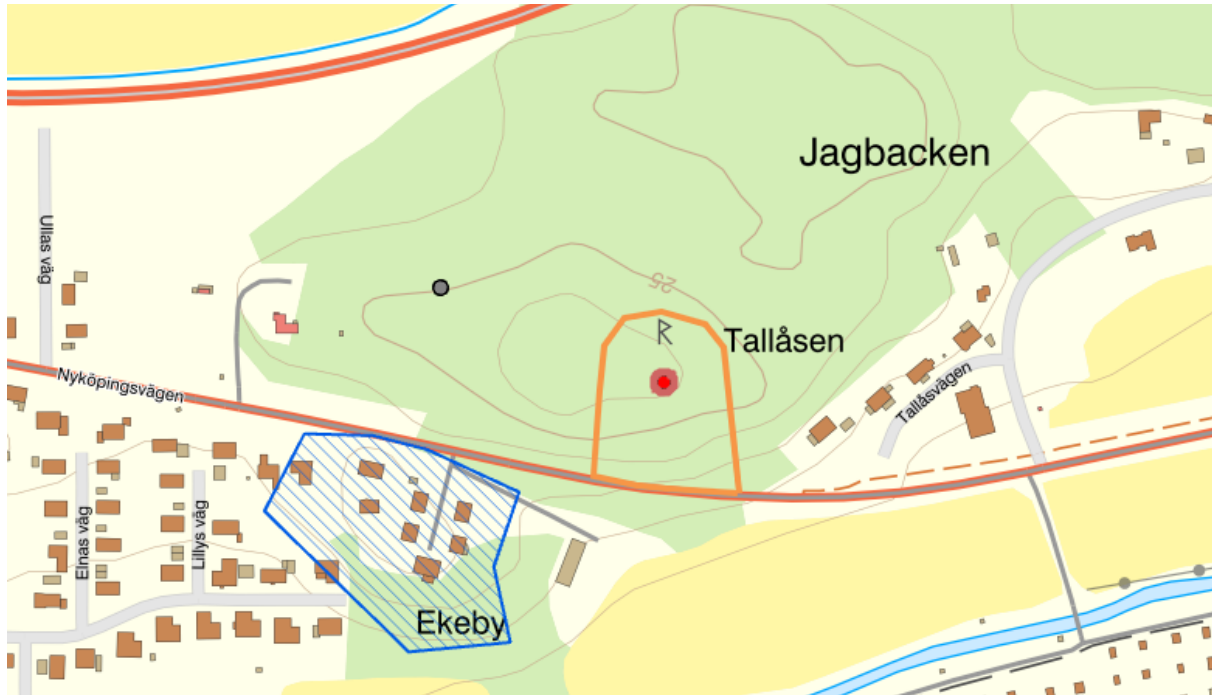 Jagbacken
Ullas väg
25
R
Tallåsen
Nyköpingsvägen
Tallåsvägen
Elnas väg
Lillys väg
Ekeby